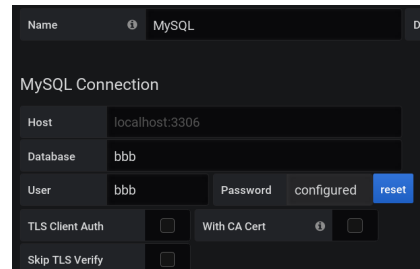 Name MySQL D
MySQL Connection
Host localhost:3306
Database bbb
User bbb Password configured reset
TLS Client Auth With CA Cert
Skip TLS Verify